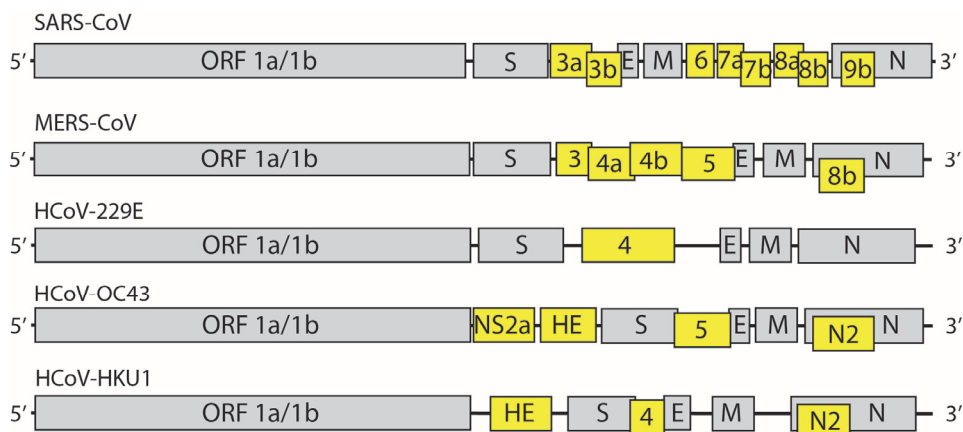 SARS-CoV
5' ORF 1a/1b S 3a 3b E M 6 7a 7b 8a 8b 9b N 3'
MERS-CoV
5' ORF 1a/1b S 3 4a 4b 5 E M 8b N 3'
HCoV-229E
5' ORF 1a/1b S 4 E M N 3'
HCoV-OC43
5' ORF 1a/1b NS2a HE S 5 E M N2 N 3'
HCoV-HKU1
5' ORF 1a/1b HE S 4 E M N2 N 3'